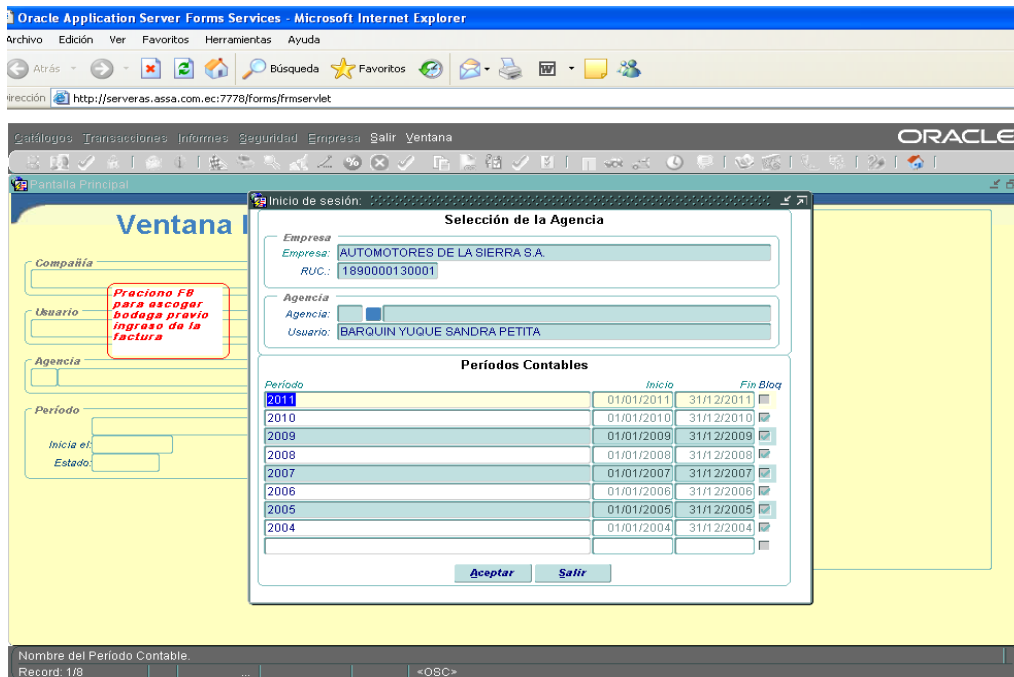 Oracle Application Server Forms Services - Microsoft Internet Explorer
Archivo Edición Ver Favoritos Herramientas Ayuda
Atrás Búsqueda Favoritos
http://serveras.assa.com.ec:7778/forms/frmservlet
Catálogos Transacciones Informes Seguridad Empresa Salir Ventana ORACLE
Pantalla Principal
Inicio de sesión:
Ventana
Selección de la Agencia
Empresa
Empresa: AUTOMOTORES DE LA SIERRA S.A.
RUC.: 1890000130001
Agencia
Agencia:
Usuario: BARQUIN YUQUE SANDRA PETITA
Compañía
Preciono F8
para escoger
bodega previo
ingreso de la
factura
Usuario
Agencia
Período
Inicia el:
Estado:
Períodos Contables
Período Inicio Fin Bloq
2011 01/01/2011 31/12/2011
2010 01/01/2010 31/12/2010
2009 01/01/2009 31/12/2009
2008 01/01/2008 31/12/2008
2007 01/01/2007 31/12/2007
2006 01/01/2006 31/12/2006
2005 01/01/2005 31/12/2005
2004 01/01/2004 31/12/2004
Aceptar Salir
Nombre del Período Contable.
Record: 1/8 ... <OSC>